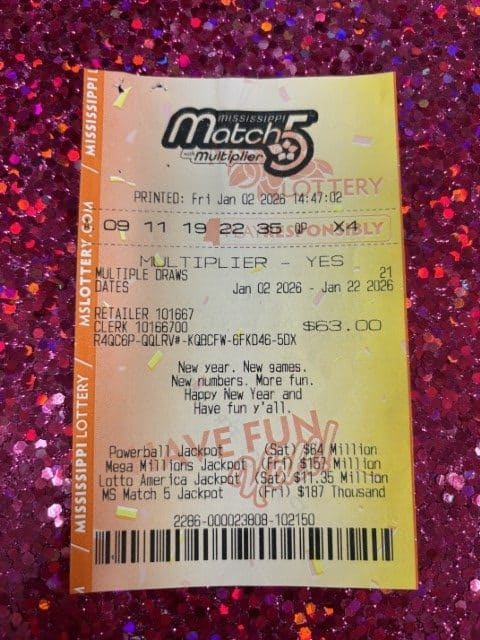 MISSISSIPPI
Match 5
with Multiplier
LOTTERY
PRINTED: Fri Jan 02 2026 14:47:02
09 11 19 22 35 QP X4
PLAY RESPONSIBLY
MULTIPLIER - YES
MULTIPLE DRAWS 21
DATES Jan 02 2026 - Jan 22 2026
RETAILER 101667
CLERK 10166700 $63.00
R4QC6P-QQLRV#-KQBCFW-6FKD46-5DX
New year. New games.
New numbers. More fun.
Happy New Year and
Have fun y'all.
HAVE FUN
Y'all!
Powerball Jackpot (Sat) $64 Million
Mega Millions Jackpot (Fri) $157 Million
Lotto America Jackpot (Sat) $11.35 Million
MS Match 5 Jackpot (Fri) $187 Thousand
2286-000023808-102150
MISSISSIPPI LOTTERY / MSLOTTERY.COM / MISSISSIPPI